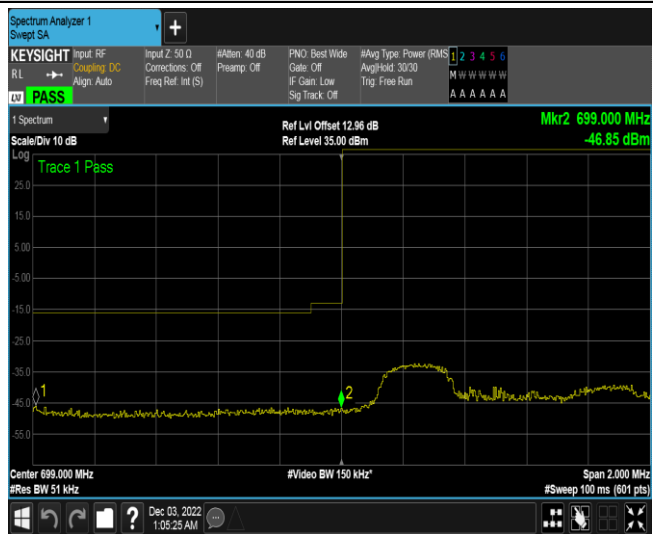 Spectrum Analyzer 1
Swept SA
+
KEYSIGHT
RL
LXI PASS
Input: RF
Coupling: DC
Align: Auto
Input Z: 50 Ω
Corrections: Off
Freq Ref: Int (S)
#Atten: 40 dB
Preamp: Off
PNO: Best Wide
Gate: Off
IF Gain: Low
Sig Track: Off
#Avg Type: Power (RMS
Avg|Hold: 30/30
Trig: Free Run
1 2 3 4 5 6
M W W W W W
A A A A A A
1 Spectrum
Scale/Div 10 dB
Ref Lvl Offset 12.96 dB
Ref Level 35.00 dBm
Mkr2 699.000 MHz
-46.85 dBm
Log
Trace 1 Pass
25.0
15.0
5.00
-5.00
-15.0
-25.0
-35.0
-45.0
-55.0
1
2
Center 699.000 MHz
#Res BW 51 kHz
#Video BW 150 kHz*
Span 2.000 MHz
#Sweep 100 ms (601 pts)
?
Dec 03, 2022
1:05:25 AM